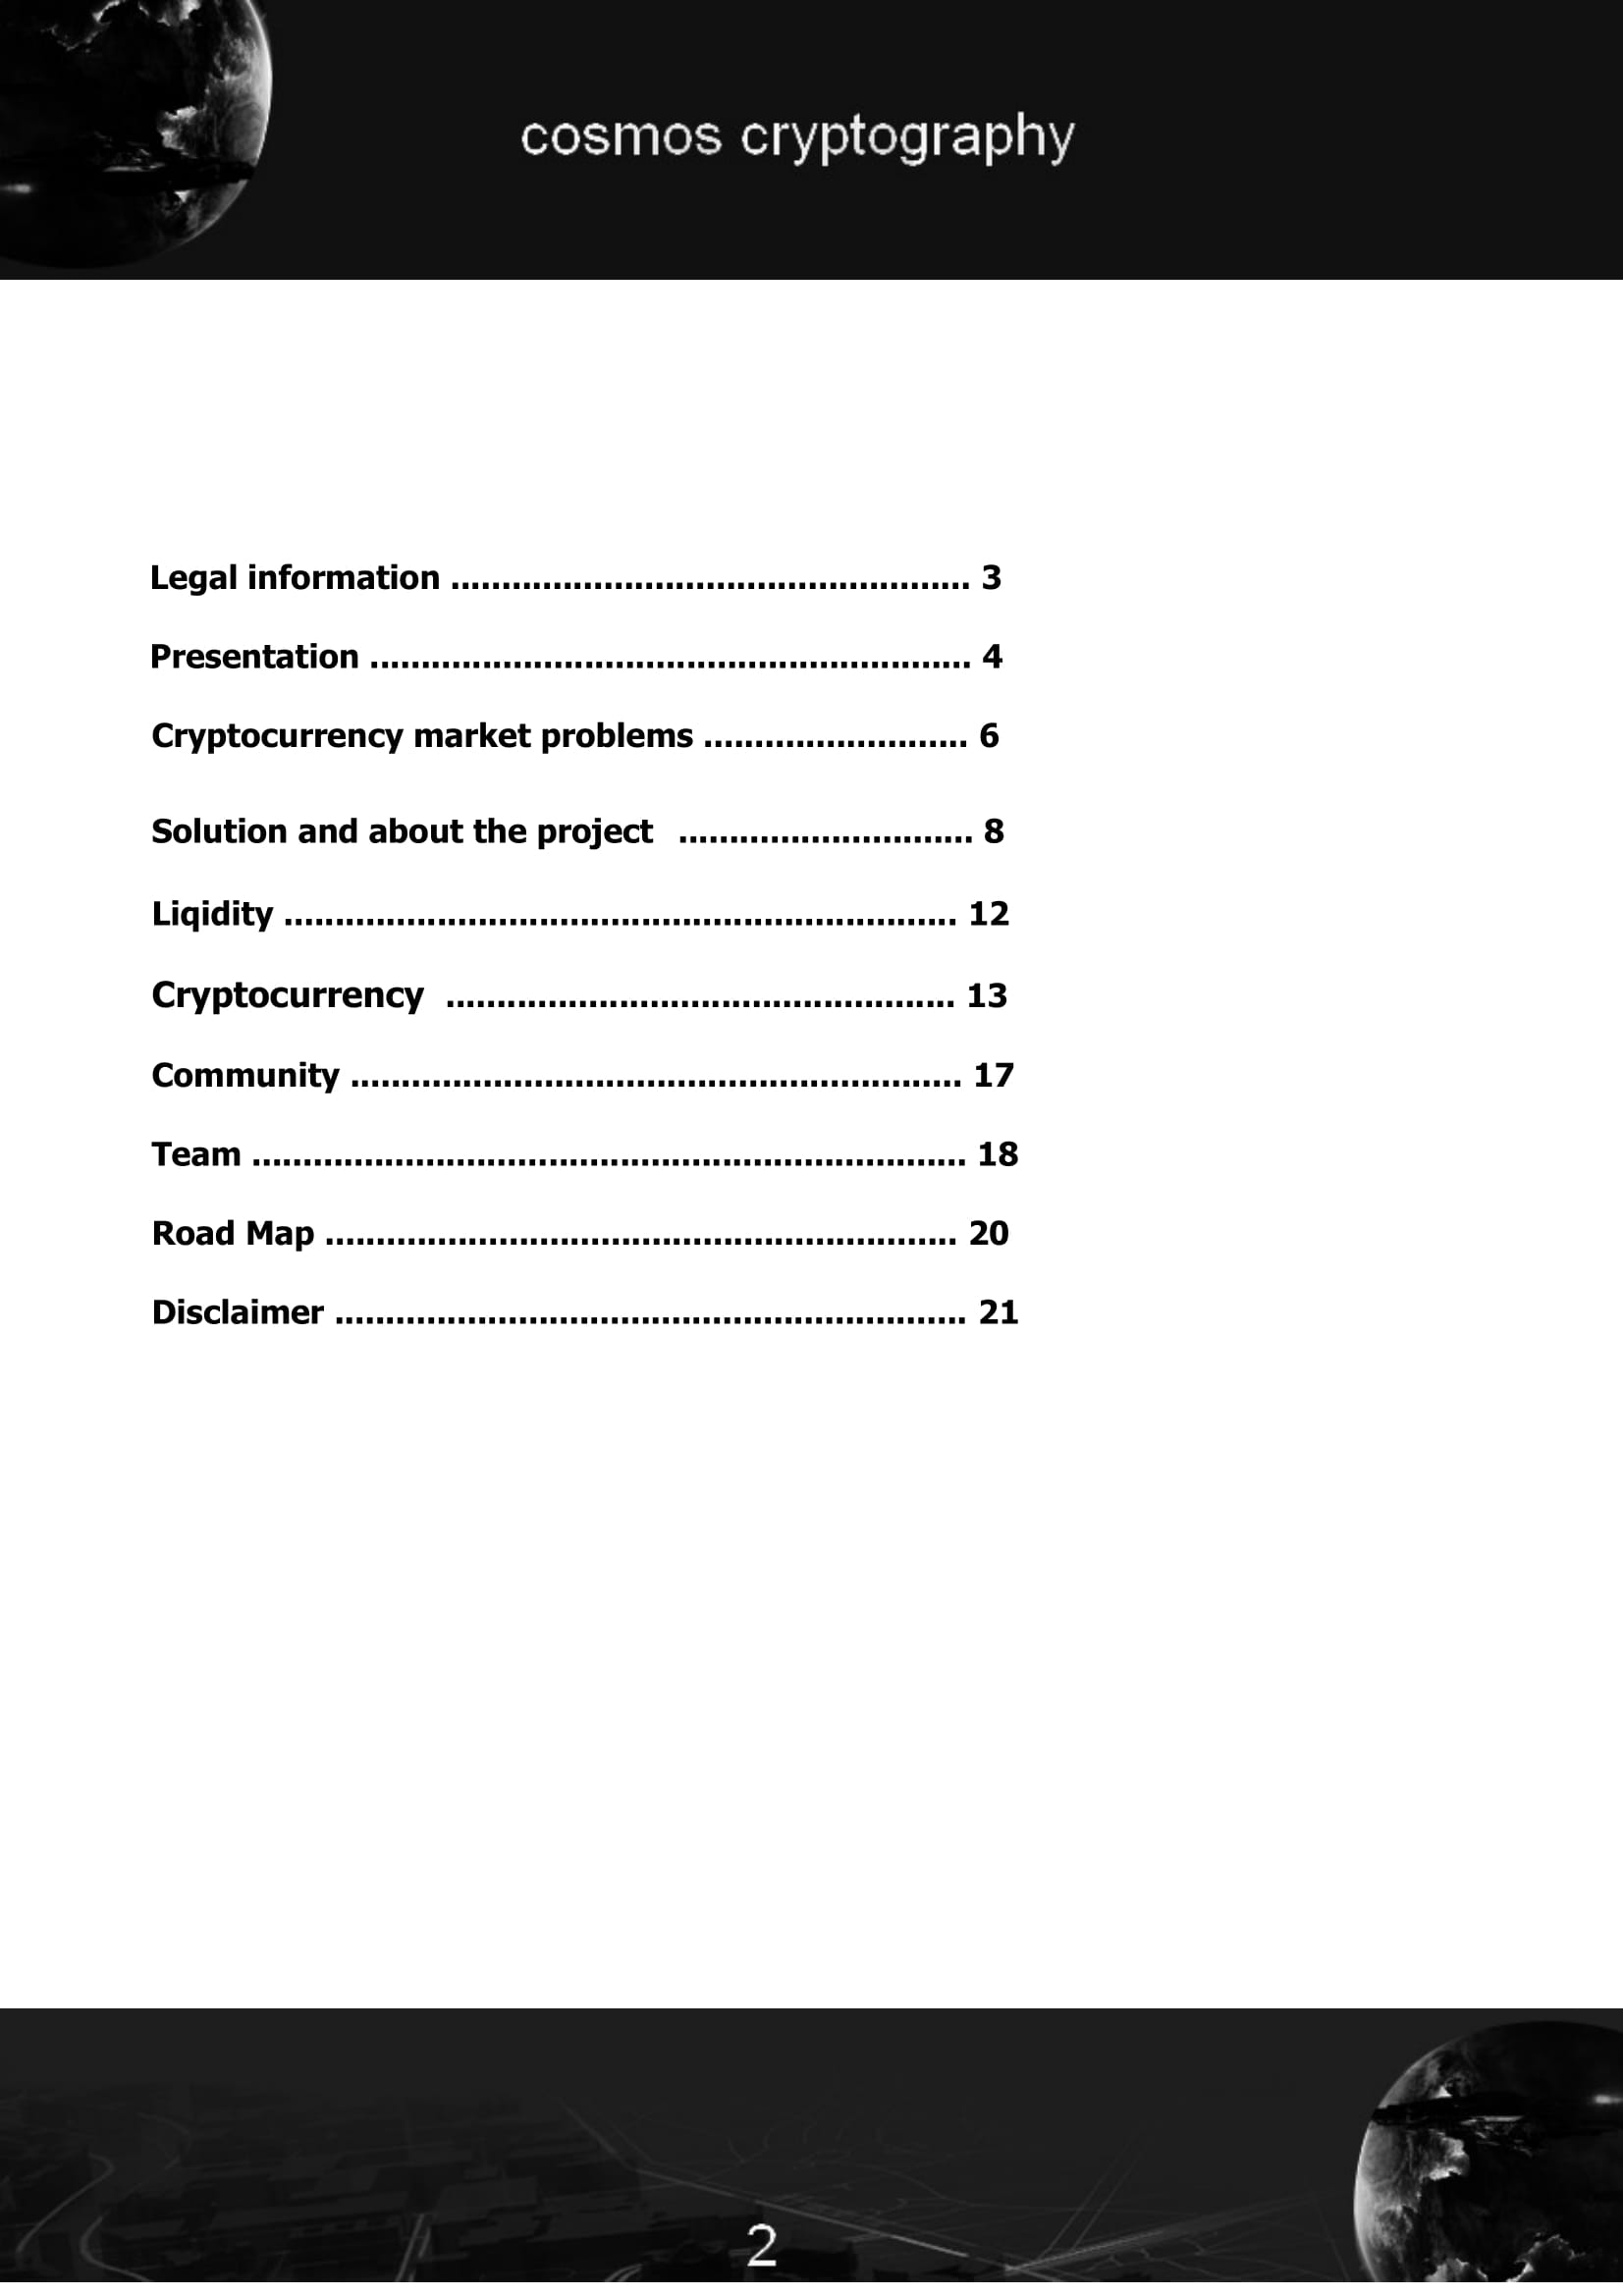 cosmos cryptography
Legal information ................................................... 3
Presentation ........................................................... 4
Cryptocurrency market problems .......................... 6
Solution and about the project ............................. 8
Liqidity .................................................................. 12
Cryptocurrency .................................................. 13
Community ............................................................ 17
Team ...................................................................... 18
Road Map .............................................................. 20
Disclaimer .............................................................. 21
2